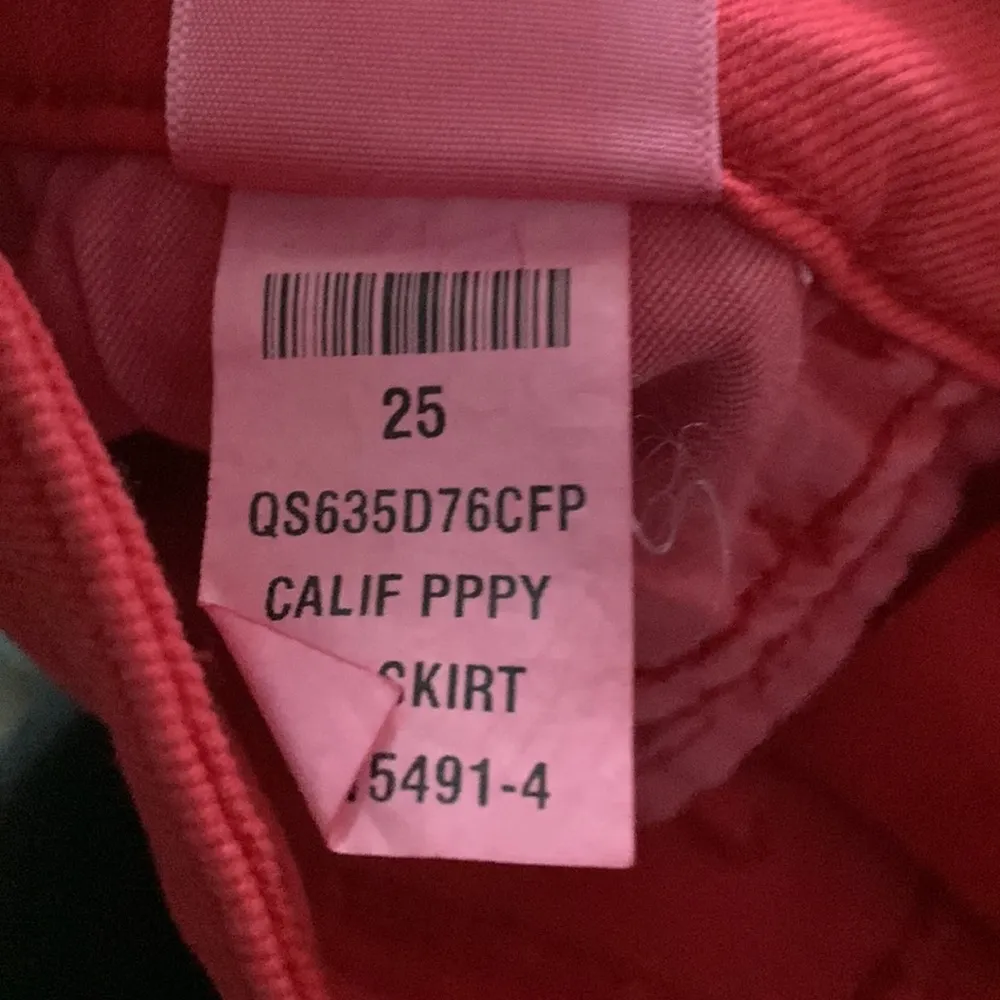 25
QS635D76CFP
CALIF PPPY
SKIRT
5491-4